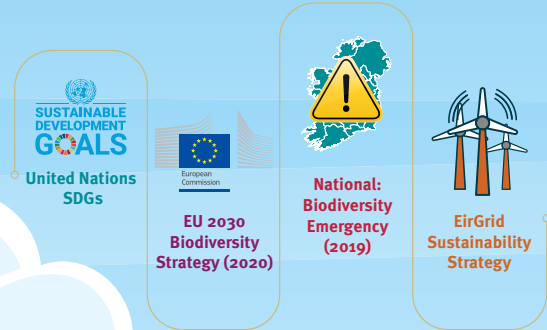 SUSTAINABLE
DEVELOPMENT
GOALS
United Nations
SDGs
European
Commission
EU 2030
Biodiversity
Strategy (2020)
!
National:
Biodiversity
Emergency
(2019)
EirGrid
Sustainability
Strategy